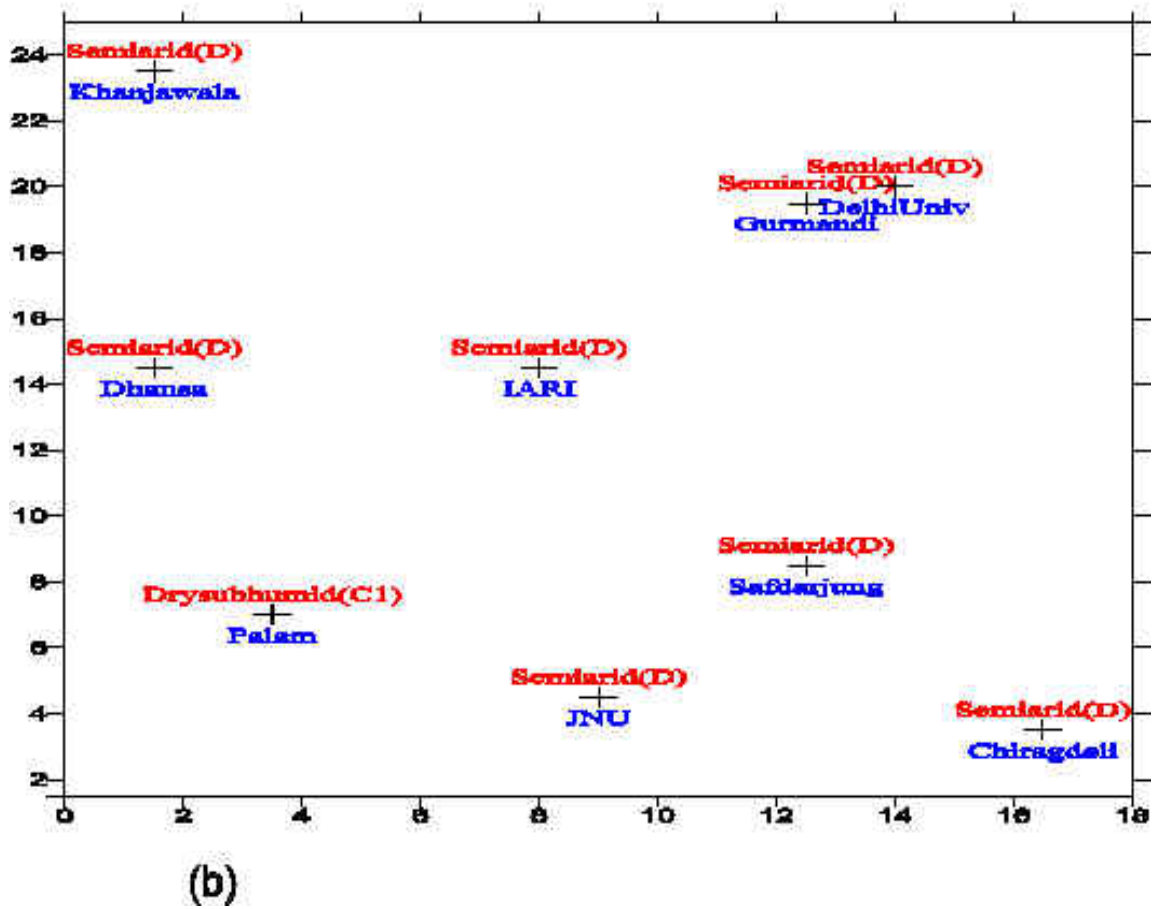 24
Semiarid(D)
Khanjawala
22
Semiarid(D)
20
Semiarid(D)
DelhiUniv
Gurmandi
18
16
Semiarid(D)
Semiarid(D)
14
Dhansa
IARI
12
10
Semiarid(D)
8
Safdarjung
Drysubhumid(C1)
Palam
6
Semiarid(D)
JNU
4
Semiarid(D)
Chiragdeli
2
0 2 4 6 8 10 12 14 16 18
(b)